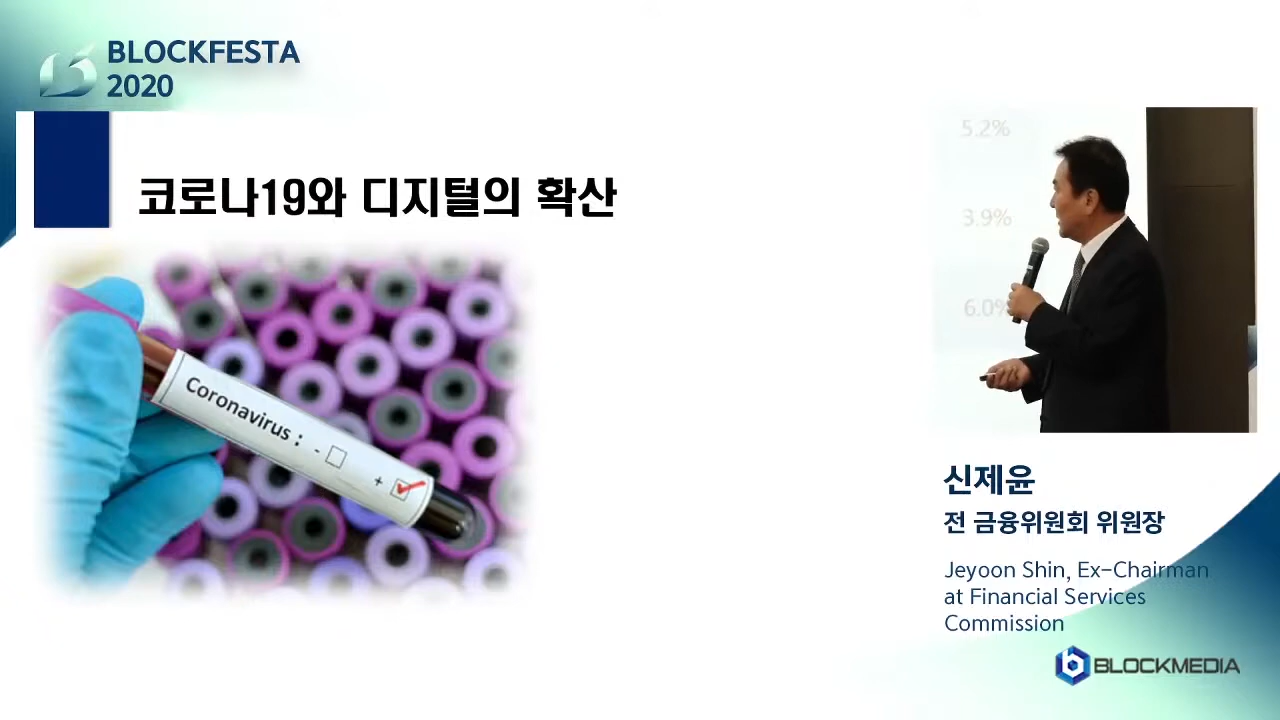 BLOCKFESTA
2020
코로나19와 디지털의 확산
Coronavirus : - +
5.2%
3.9%
6.0%
신제윤
전 금융위원회 위원장
Jeyoon Shin, Ex-Chairman
at Financial Services
Commission
BLOCKMEDIA